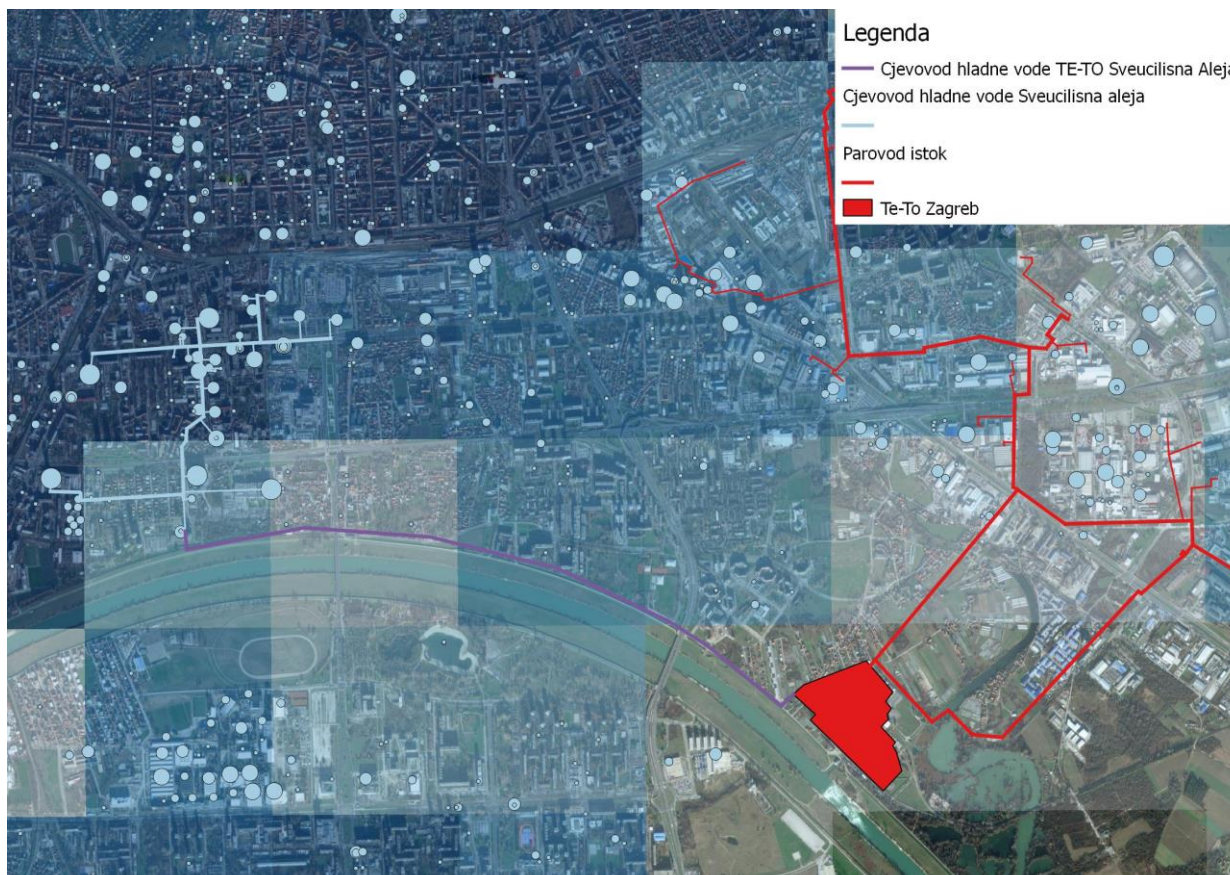 Legenda
Cjevovod hladne vode TE-TO Sveucilisna Aleja
Cjevovod hladne vode Sveucilisna aleja
Parovod istok
Te-To Zagreb